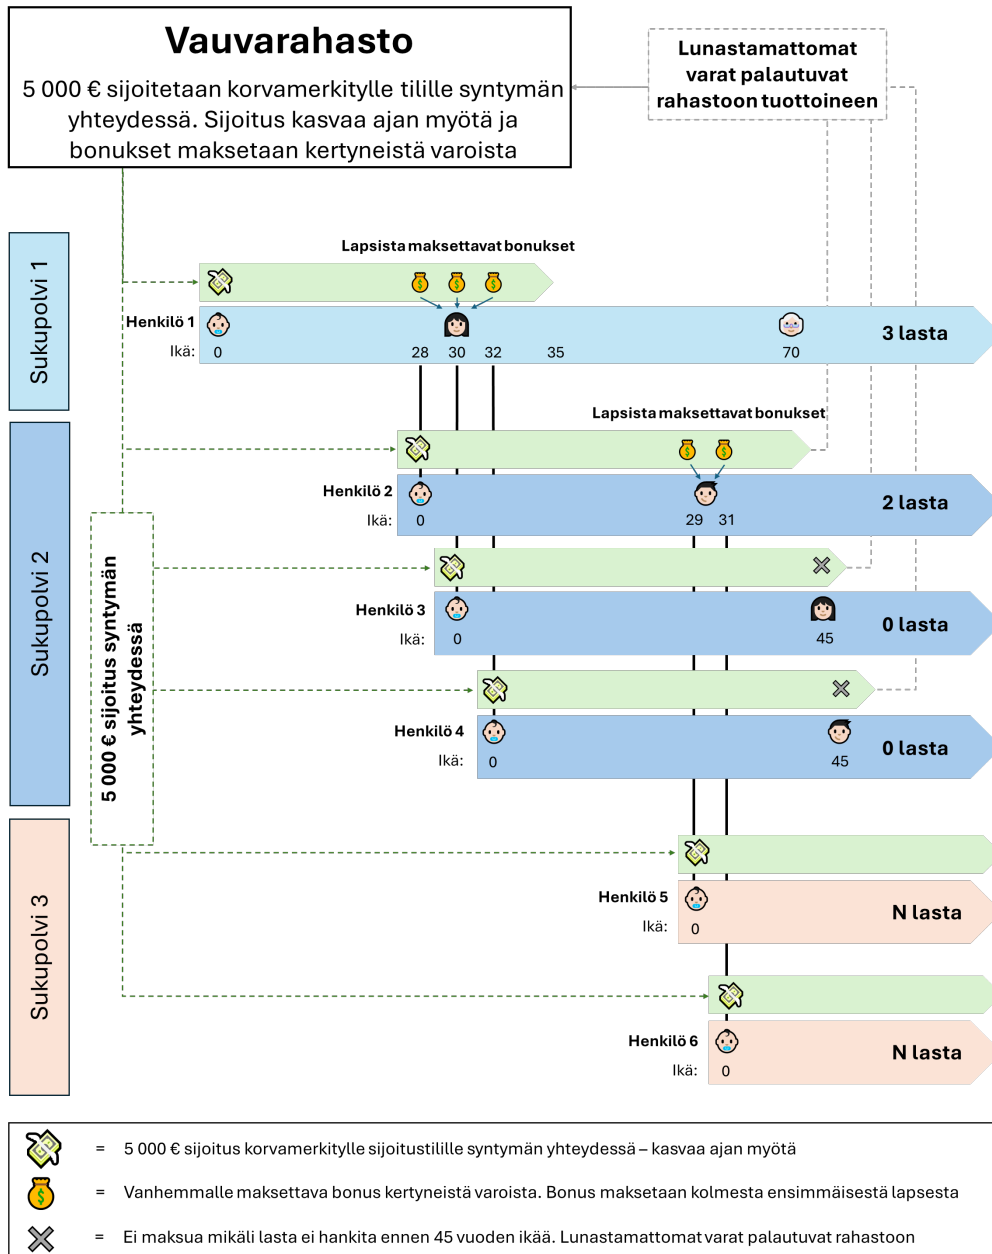 Vauvarahasto
5 000 € sijoitetaan korvamerkitylle tilille syntymän
yhteydessä. Sijoitus kasvaa ajan myötä ja
bonukset maksetaan kertyneistä varoista
Lunastamattomat
varat palautuvat
rahastoon tuottoineen
Sukupolvi 1
Lapsista maksettavat bonukset
Henkilö 1
3 lasta
Ikä: 0 28 30 32 35 70
Sukupolvi 2
Lapsista maksettavat bonukset
Henkilö 2
2 lasta
Ikä: 0 29 31
5 000 € sijoitus syntymän
yhteydessä
Henkilö 3
0 lasta
Ikä: 0 45
Henkilö 4
0 lasta
Ikä: 0 45
Sukupolvi 3
Henkilö 5
N lasta
Ikä: 0
Henkilö 6
N lasta
Ikä: 0
= 5 000 € sijoitus korvamerkitylle sijoitustilille syntymän yhteydessä – kasvaa ajan myötä
= Vanhemmalle maksettava bonus kertyneistä varoista. Bonus maksetaan kolmesta ensimmäisestä lapsesta
= Ei maksua mikäli lasta ei hankita ennen 45 vuoden ikää. Lunastamattomat varat palautuvat rahastoon